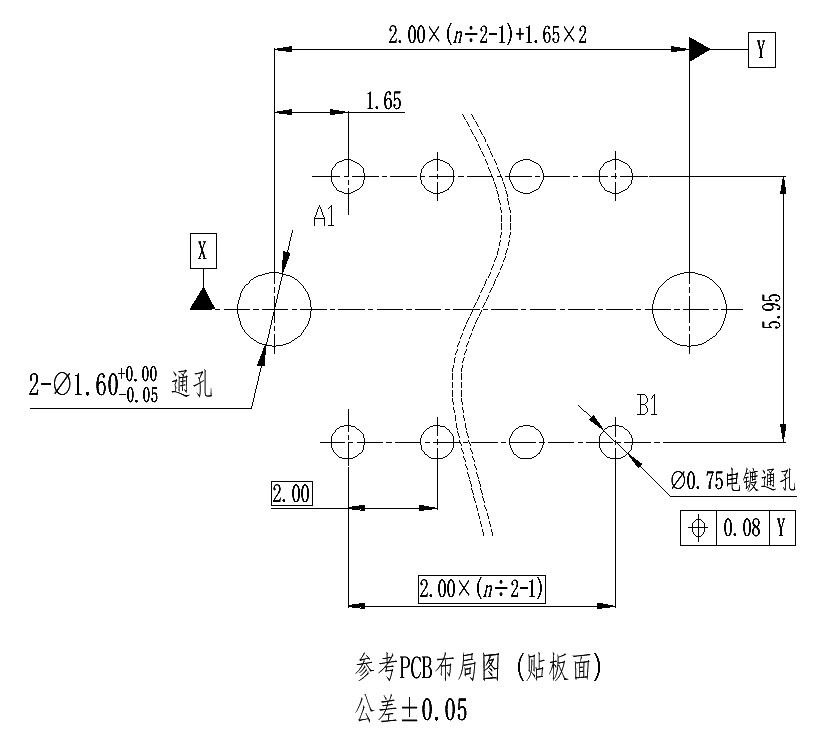 2.00×(n÷2-1)+1.65×2
Y
1.65
A1
X
5.95
2-∅1.60+0.00 -0.05 通孔
B1
∅0.75电镀通孔
2.00
⌖ 0.08 Y
2.00×(n÷2-1)
参考PCB布局图 (贴板面)
公差±0.05